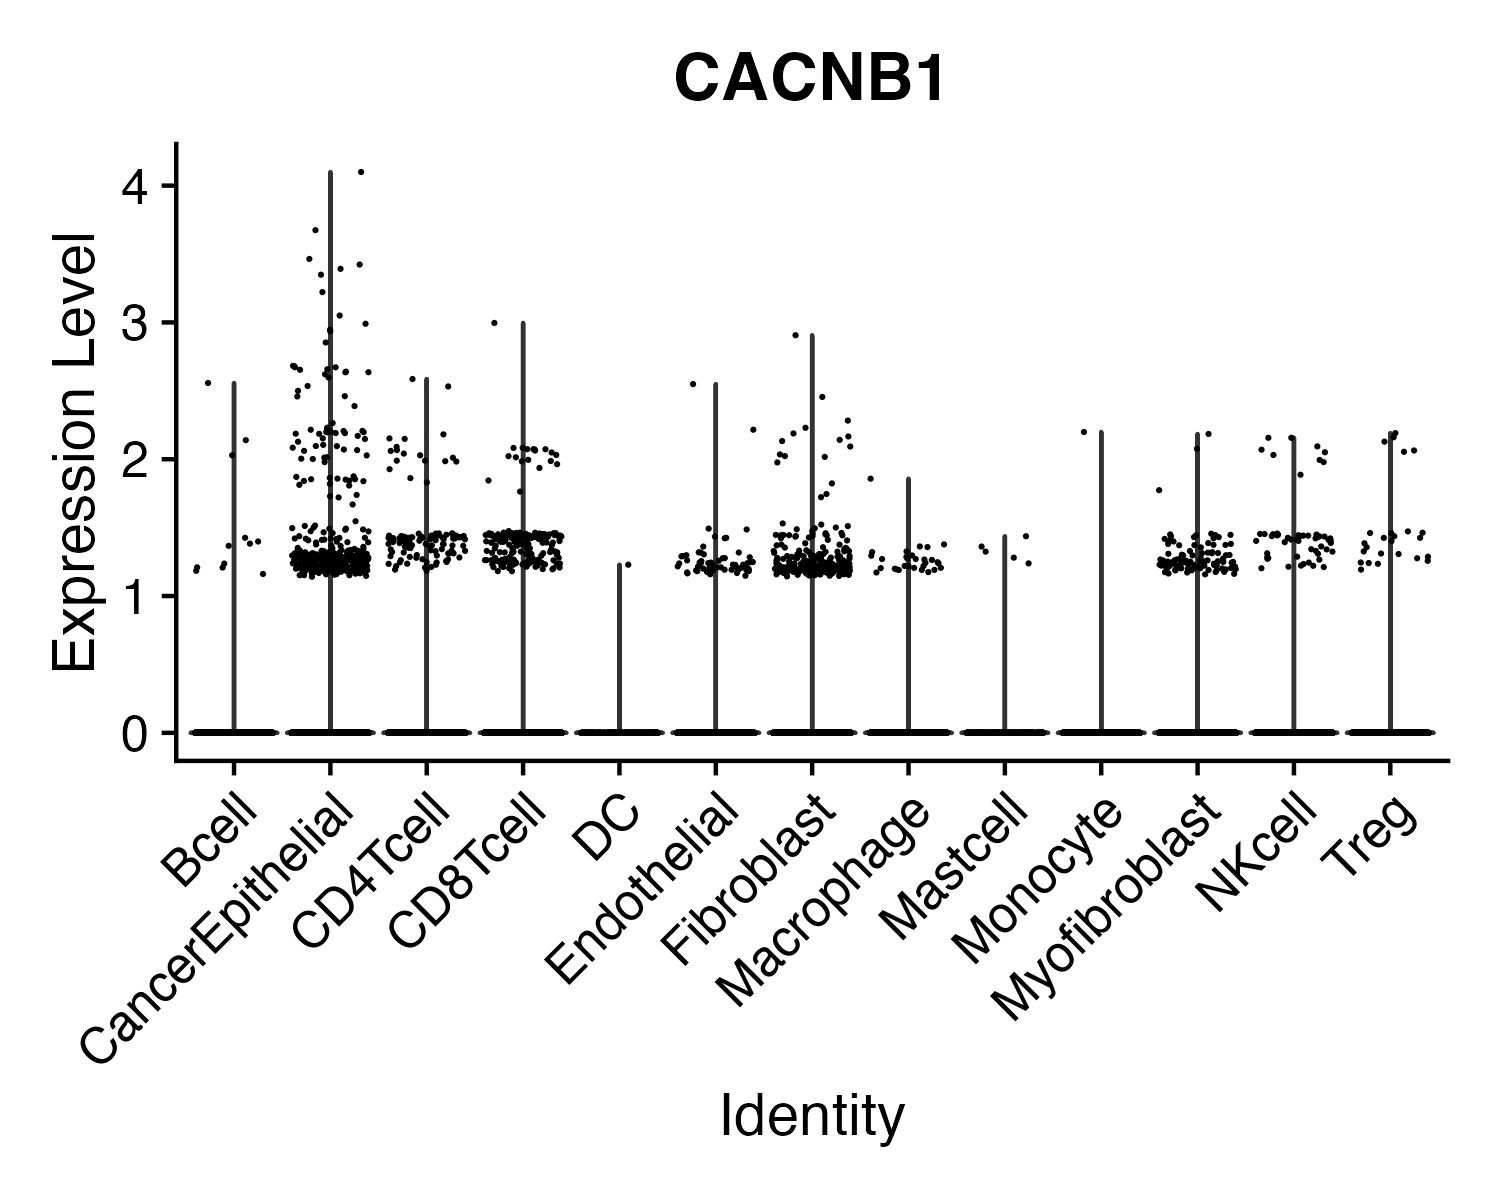 CACNB1
Expression Level
4
3
2
1
0
Bcell
CancerEpithelial
CD4Tcell
CD8Tcell
DC
Endothelial
Fibroblast
Macrophage
Mastcell
Monocyte
Myofibroblast
NKcell
Treg
Identity